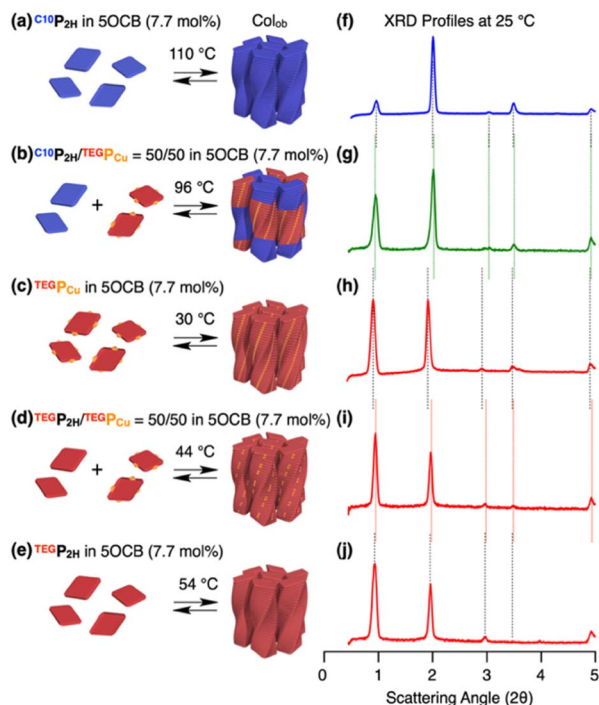 (a) C10P2H in 5OCB (7.7 mol%) Colob
110 °C
(b) C10P2H/TEGPCu = 50/50 in 5OCB (7.7 mol%)
+ 96 °C
(c) TEGPCu in 5OCB (7.7 mol%)
30 °C
(d) TEGP2H/TEGPCu = 50/50 in 5OCB (7.7 mol%)
+ 44 °C
(e) TEGP2H in 5OCB (7.7 mol%)
54 °C
(f) XRD Profiles at 25 °C
(g)
(h)
(i)
(j)
0 1 2 3 4 5
Scattering Angle (2θ)